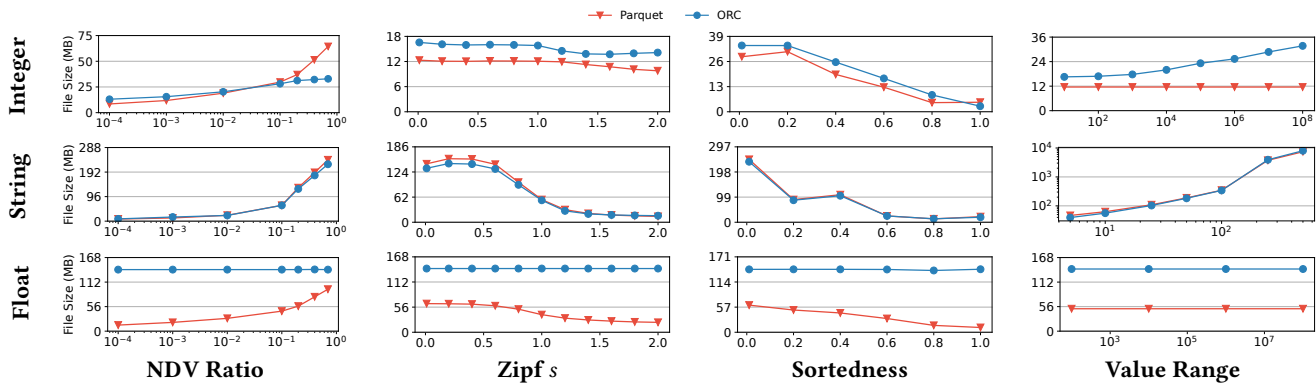 Parquet ORC
Integer
File Size (MB)
75
50
25
0
10⁻⁴ 10⁻³ 10⁻² 10⁻¹ 10⁰
18
12
6
0
0.0 0.5 1.0 1.5 2.0
39
26
13
0
0.0 0.2 0.4 0.6 0.8 1.0
36
24
12
0
10² 10⁴ 10⁶ 10⁸
String
File Size (MB)
288
192
96
0
10⁻⁴ 10⁻³ 10⁻² 10⁻¹ 10⁰
186
124
62
0
0.0 0.5 1.0 1.5 2.0
297
198
99
0
0.0 0.2 0.4 0.6 0.8 1.0
10⁴
10³
10²
10¹ 10²
Float
File Size (MB)
168
112
56
0
10⁻⁴ 10⁻³ 10⁻² 10⁻¹ 10⁰
168
112
56
0
0.0 0.5 1.0 1.5 2.0
171
114
57
0
0.0 0.2 0.4 0.6 0.8 1.0
168
112
56
0
10³ 10⁵ 10⁷
NDV Ratio
Zipf s
Sortedness
Value Range